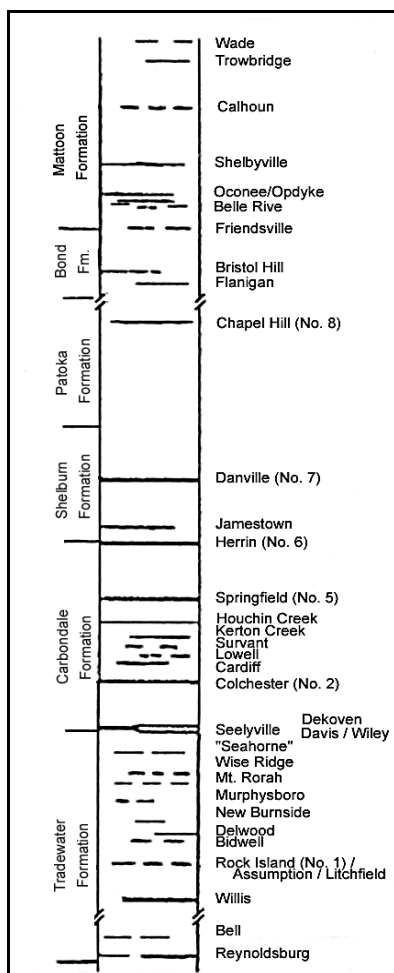 Wade
Trowbridge
Calhoun
Mattoon
Formation
Shelbyville
Oconee/Opdyke
Belle Rive
Friendsville
Bond
Fm.
Bristol Hill
Flanigan
Chapel Hill (No. 8)
Patoka
Formation
Shelburn
Formation
Danville (No. 7)
Jamestown
Herrin (No. 6)
Carbondale
Formation
Springfield (No. 5)
Houchin Creek
Kerton Creek
Survant
Lowell
Cardiff
Colchester (No. 2)
Dekoven
Seelyville Davis / Wiley
"Seahorne"
Wise Ridge
Mt. Rorah
Murphysboro
New Burnside
Delwood
Bidwell
Tradewater
Formation
Rock Island (No. 1) /
Assumption / Litchfield
Willis
Bell
Reynoldsburg